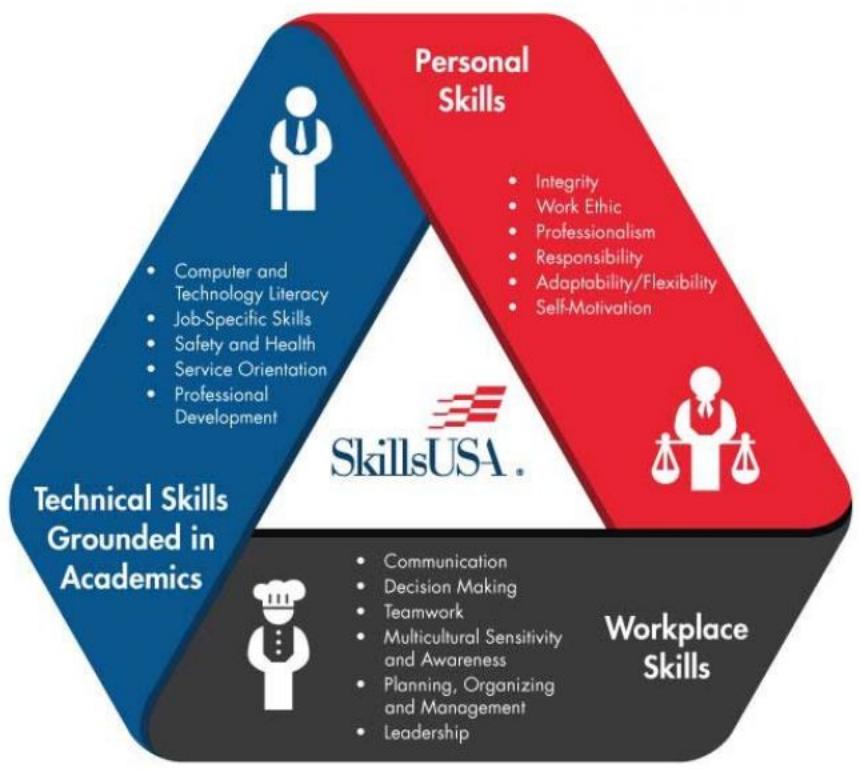 Personal
Skills
• Integrity
• Work Ethic
• Professionalism
• Responsibility
• Adaptability/Flexibility
• Self-Motivation
• Computer and
Technology Literacy
• Job-Specific Skills
• Safety and Health
• Service Orientation
• Professional
Development
Technical Skills
Grounded in
Academics
SkillsUSA®
• Communication
• Decision Making
• Teamwork
• Multicultural Sensitivity
and Awareness
• Planning, Organizing
and Management
• Leadership
Workplace
Skills